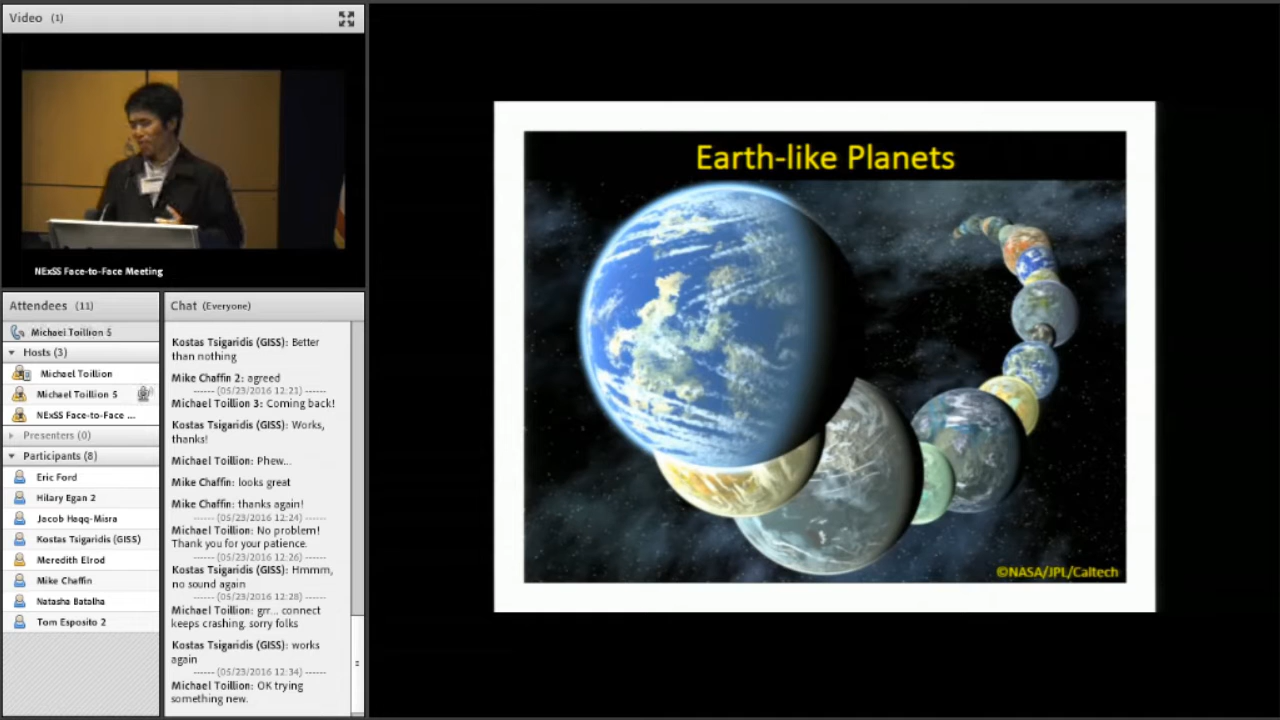 Video (1)
NExSS Face-to-Face Meeting
Attendees (11)
Michael Toillion 5
Hosts (3)
Michael Toillion
Michael Toillion 5
NExSS Face-to-Face ...
Presenters (0)
Participants (8)
Eric Ford
Hilary Egan 2
Jacob Haqq-Misra
Kostas Tsigaridis (GISS)
Meredith Elrod
Mike Chaffin
Natasha Batalha
Tom Esposito 2
Chat (Everyone)
Kostas Tsigaridis (GISS): Better
than nothing
Mike Chaffin 2: agreed
------ (05/23/2016 12:21) ------
Michael Toillion 3: Coming back!
Kostas Tsigaridis (GISS): Works,
thanks!
Michael Toillion: Phew...
Mike Chaffin: looks great
Mike Chaffin: thanks again!
------ (05/23/2016 12:24) ------
Michael Toillion: No problem!
Thank you for your patience.
------ (05/23/2016 12:26) ------
Kostas Tsigaridis (GISS): Hmmm,
no sound again
------ (05/23/2016 12:28) ------
Michael Toillion: grr... connect
keeps crashing. sorry folks
Kostas Tsigaridis (GISS): works
again
------ (05/23/2016 12:34) ------
Michael Toillion: OK trying
something new.
Earth-like Planets
©NASA/JPL/Caltech